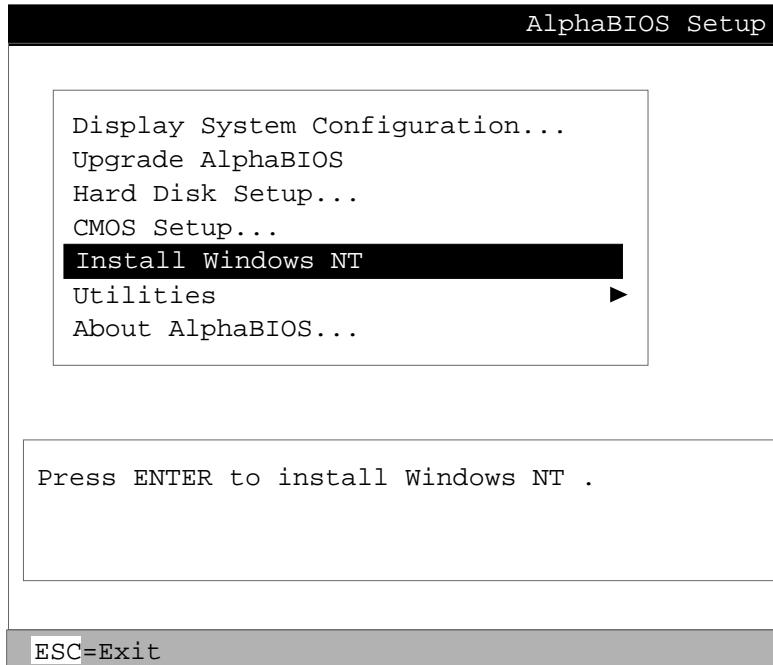 AlphaBIOS Setup
Display System Configuration...
Upgrade AlphaBIOS
Hard Disk Setup...
CMOS Setup...
Install Windows NT
Utilities
About AlphaBIOS...
Press ENTER to install Windows NT .
ESC=Exit